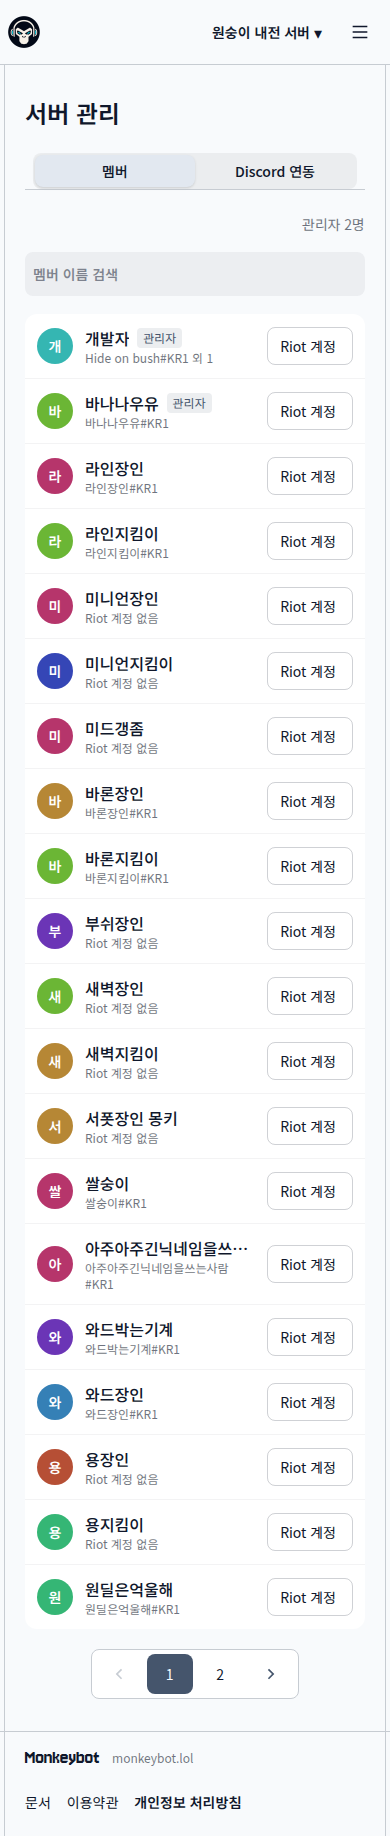 원숭이 내전 서버 ▾
서버 관리
멤버 Discord 연동
관리자 2명
멤버 이름 검색
개 개발자 관리자 Riot 계정
Hide on bush#KR1 외 1
바 바나나우유 관리자 Riot 계정
바나나우유#KR1
라 라인장인 Riot 계정
라인장인#KR1
라 라인지킴이 Riot 계정
라인지킴이#KR1
미 미니언장인 Riot 계정
Riot 계정 없음
미 미니언지킴이 Riot 계정
Riot 계정 없음
미 미드갱좀 Riot 계정
Riot 계정 없음
바 바론장인 Riot 계정
바론장인#KR1
바 바론지킴이 Riot 계정
바론지킴이#KR1
부 부쉬장인 Riot 계정
Riot 계정 없음
새 새벽장인 Riot 계정
Riot 계정 없음
새 새벽지킴이 Riot 계정
Riot 계정 없음
서 서폿장인 몽키 Riot 계정
Riot 계정 없음
쌀 쌀숭이 Riot 계정
쌀숭이#KR1
아 아주아주긴닉네임을쓰… Riot 계정
아주아주긴닉네임을쓰는사람
#KR1
와 와드박는기계 Riot 계정
와드박는기계#KR1
와 와드장인 Riot 계정
와드장인#KR1
용 용장인 Riot 계정
Riot 계정 없음
용 용지킴이 Riot 계정
Riot 계정 없음
원 원딜은억울해 Riot 계정
원딜은억울해#KR1
1 2
Monkeybot monkeybot.lol
문서 이용약관 개인정보 처리방침